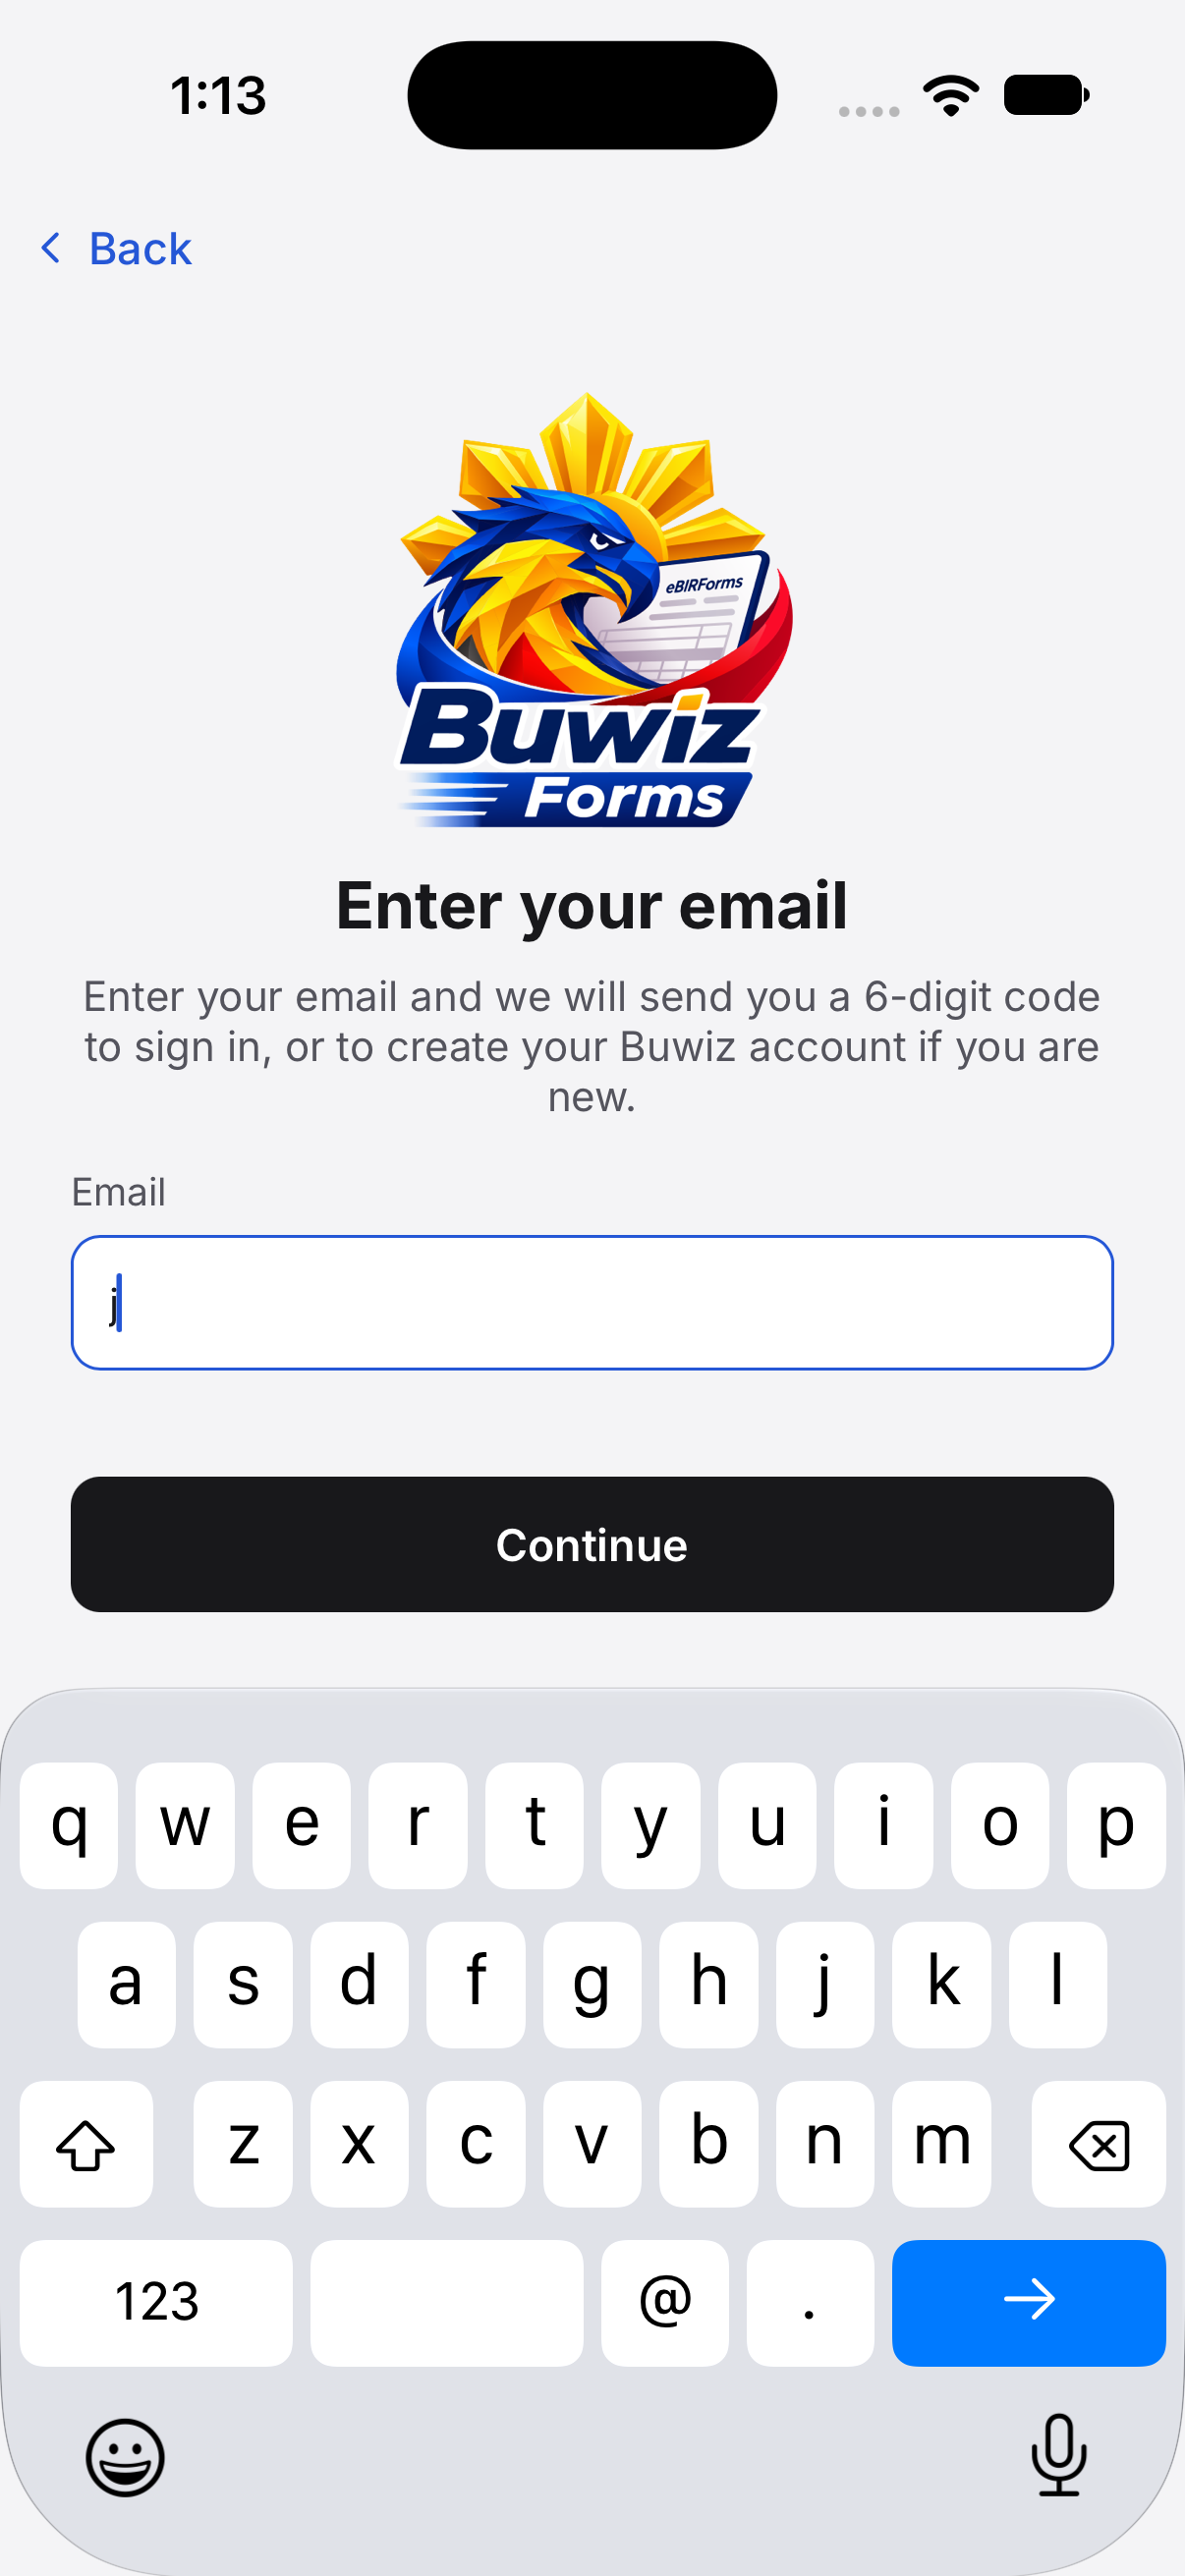 1:13
Back
eBIRForms
Buwiz
Forms
Enter your email
Enter your email and we will send you a 6-digit code
to sign in, or to create your Buwiz account if you are
new.
Email
j
Continue
q w e r t y u i o p
a s d f g h j k l
z x c v b n m
123 @ .